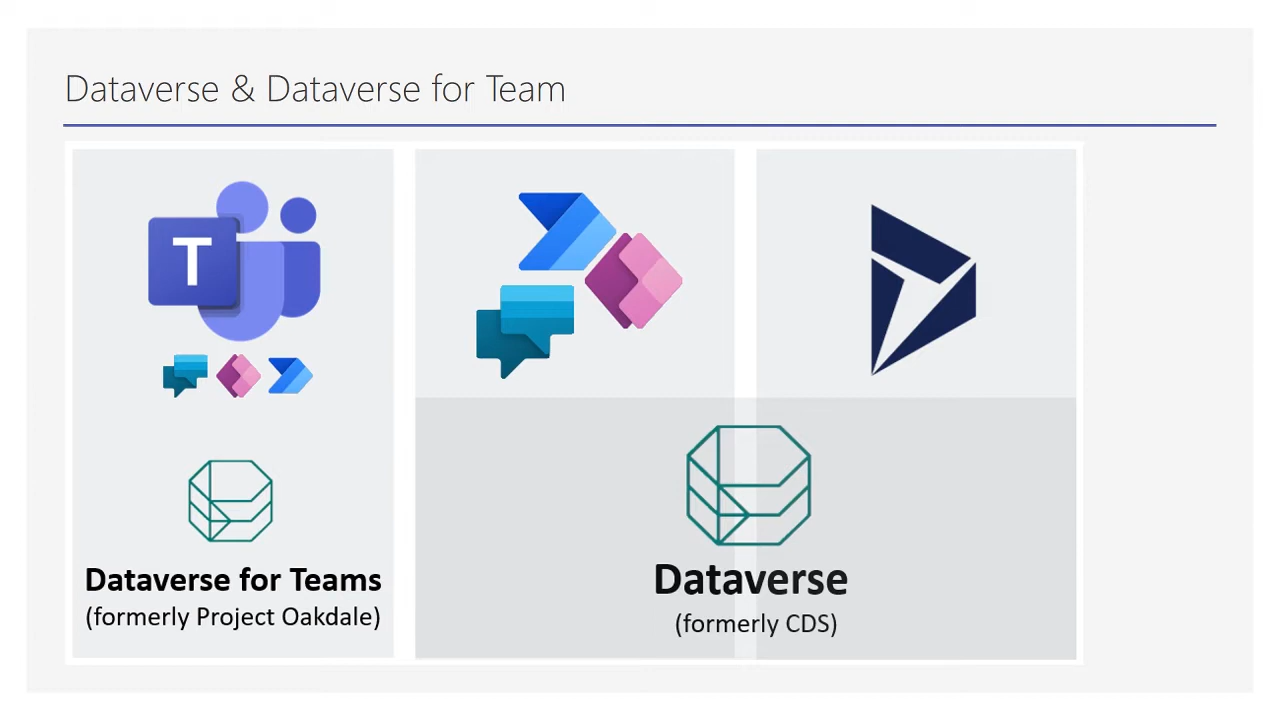 Dataverse & Dataverse for Team
T
Dataverse for Teams
(formerly Project Oakdale)
Dataverse
(formerly CDS)